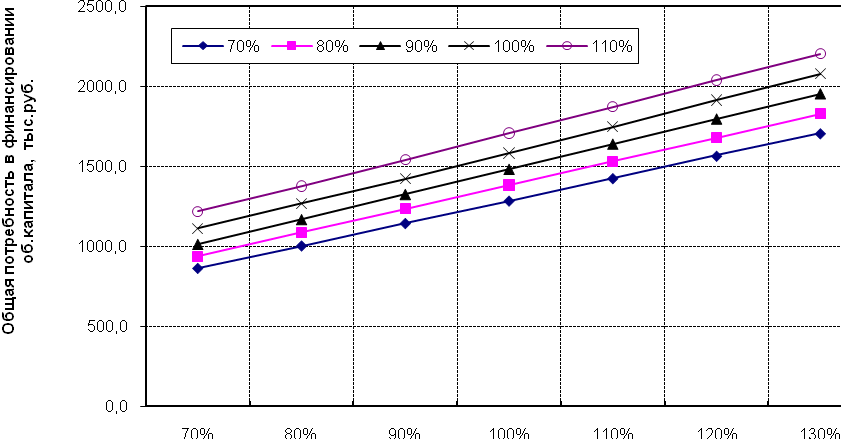 Общая потребность в финансировании
об.капитала,  тыс.руб.
2500,0
2000,0
1500,0
1000,0
500,0
0,0
70% 80% 90% 100% 110%
70% 80% 90% 100% 110% 120% 130%